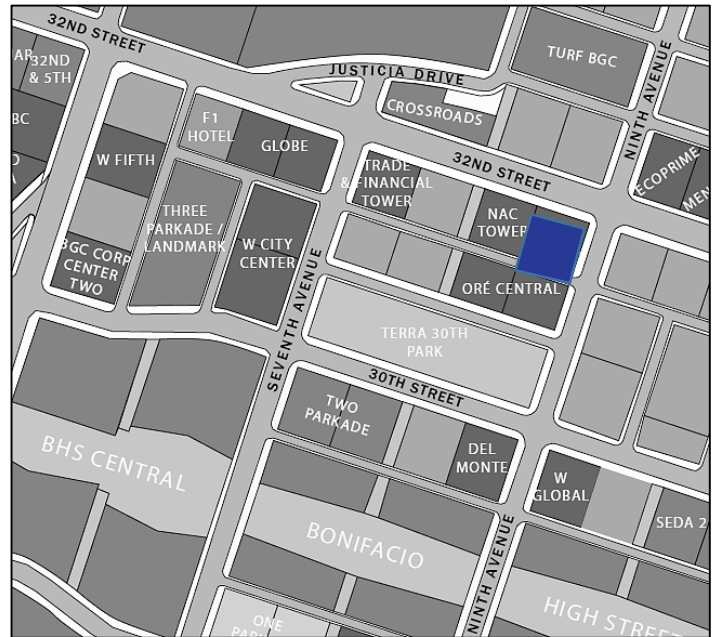 32ND STREET
JUSTICIA DRIVE
TURF BGC
NINTH AVENUE
32ND
& 5TH
BC
F1
HOTEL
GLOBE
CROSSROADS
32ND STREET
W FIFTH
TRADE
& FINANCIAL
TOWER
ECOPRIME
MEN
THREE
PARKADE /
LANDMARK
W CITY
CENTER
NAC
TOWER
BGC CORP
CENTER
TWO
SEVENTH AVENUE
ORÉ CENTRAL
TERRA 30TH
PARK
30TH STREET
TWO
PARKADE
DEL
MONTE
BHS CENTRAL
W
GLOBAL
SEDA 2
BONIFACIO
NINTH AVENUE
HIGH STREET
ONE